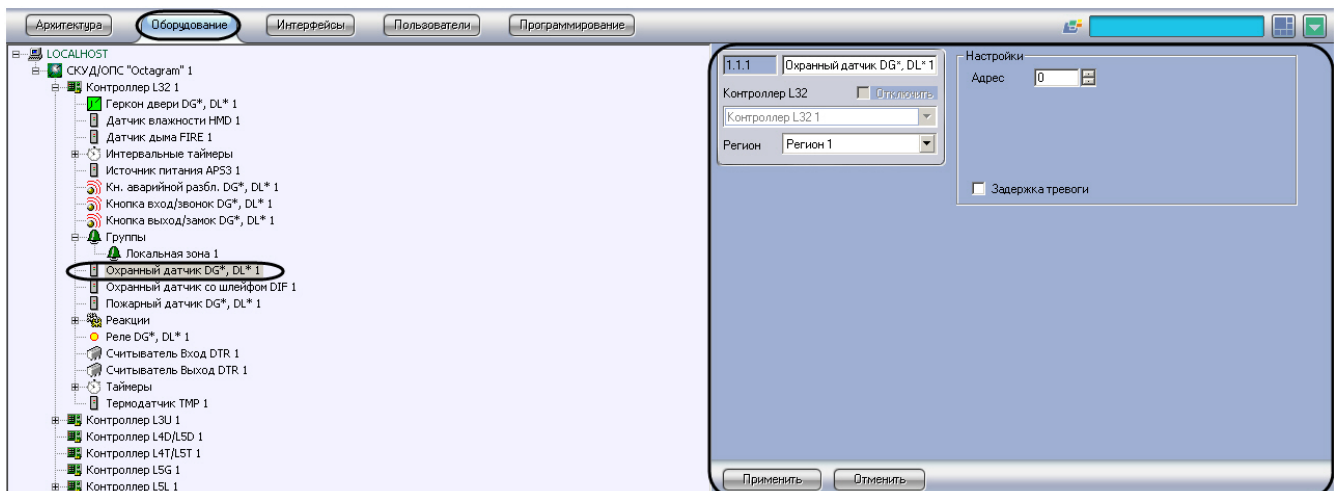 Архитектура Оборудование Интерфейсы Пользователи Программирование
LOCALHOST
СКУД/ОПС "Octagram" 1
Контроллер L32 1
Геркон двери DG*, DL* 1
Датчик влажности HMD 1
Датчик дыма FIRE 1
Интервальные таймеры
Источник питания APS3 1
Кн. аварийной разбл. DG*, DL* 1
Кнопка вход/звонок DG*, DL* 1
Кнопка выход/замок DG*, DL* 1
Группы
Локальная зона 1
Охранный датчик DG*, DL* 1
Охранный датчик со шлейфом DIF 1
Пожарный датчик DG*, DL* 1
Реакции
Реле DG*, DL* 1
Считыватель Вход DTR 1
Считыватель Выход DTR 1
Таймеры
Термодатчик TMP 1
Контроллер L3U 1
Контроллер L4D/L5D 1
Контроллер L4T/L5T 1
Контроллер L5G 1
Контроллер L5L 1
1.1.1 Охранный датчик DG*, DL* 1
Контроллер L32 Отключить
Контроллер L32 1
Регион Регион 1
Настройки
Адрес 0
Задержка тревоги
Применить Отменить